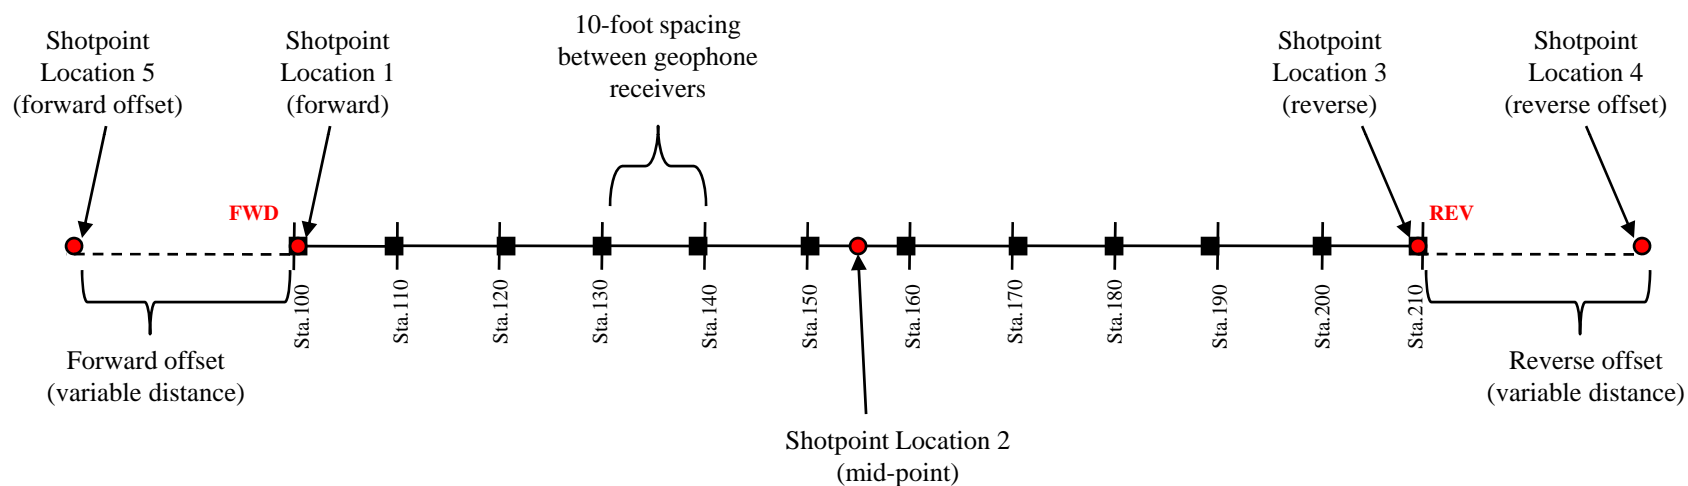 Shotpoint
Location 5
(forward offset)
Shotpoint
Location 1
(forward)
10-foot spacing
between geophone
receivers
Shotpoint
Location 3
(reverse)
Shotpoint
Location 4
(reverse offset)
FWD
REV
Sta.100
Sta.110
Sta.120
Sta.130
Sta.140
Sta.150
Sta.160
Sta.170
Sta.180
Sta.190
Sta.200
Sta.210
Forward offset
(variable distance)
Reverse offset
(variable distance)
Shotpoint Location 2
(mid-point)